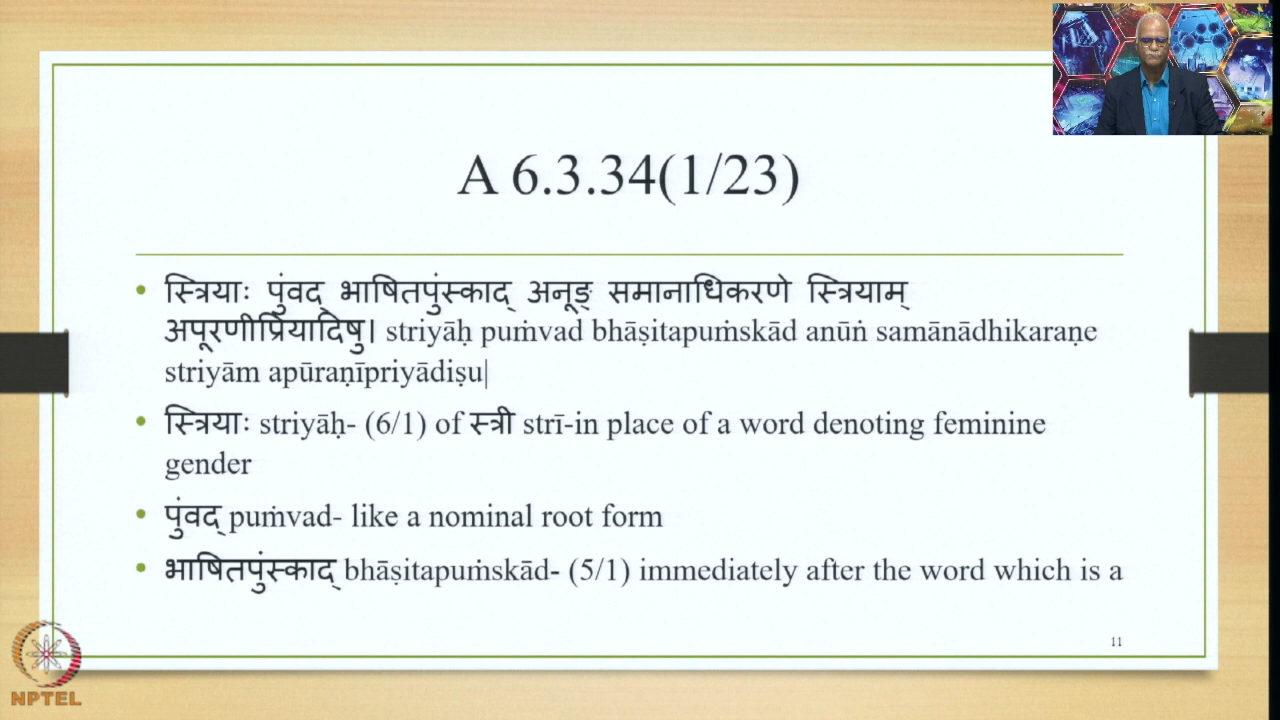 A 6.3.34(1/23)
• स्त्रियाः पुंवद् भाषितपुंस्काद् अनूङ् समानाधिकरणे स्त्रियाम्
अपूरणीप्रियादिषु। striyāḥ puṁvad bhāṣitapuṁskād anūṅ samānādhikaraṇe
striyām apūraṇīpriyādiṣu|
• स्त्रियाः striyāḥ- (6/1) of स्त्री strī-in place of a word denoting feminine
gender
• पुंवद् puṁvad- like a nominal root form
• भाषितपुंस्काद् bhāṣitapuṁskād- (5/1) immediately after the word which is a
11
NPTEL